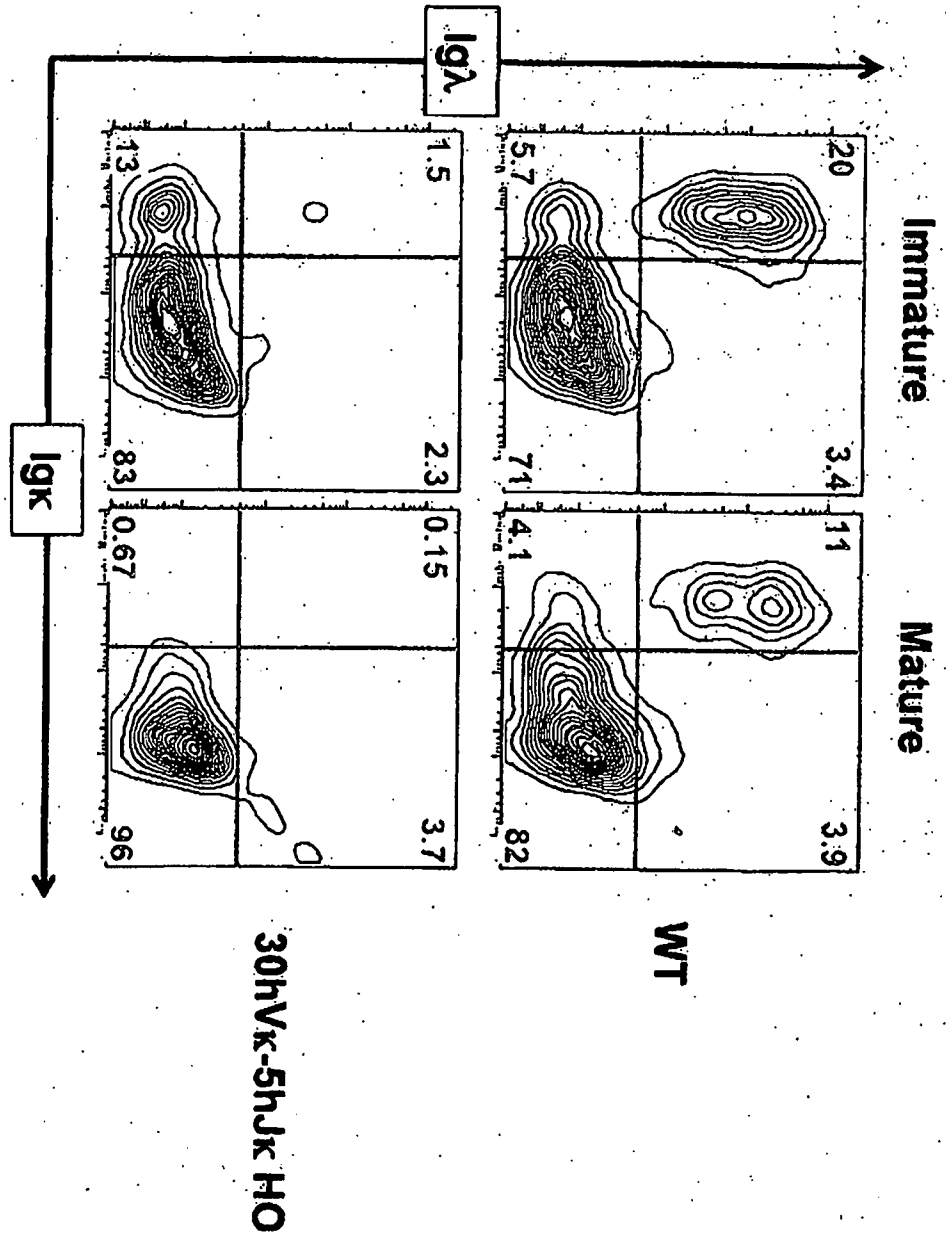 Immature
Mature
20
3.4
11
3.9
WT
5.7
71
4.1
82
Igλ
1.5
2.3
0.15
3.7
30hVκ-5hJκ HO
13
83
0.67
96
Igκ